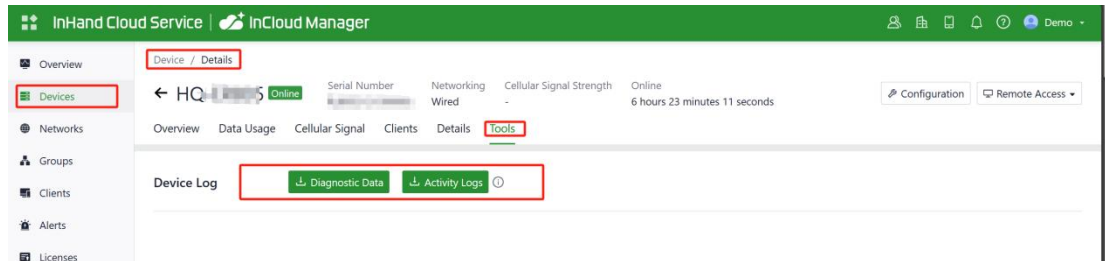 InHand Cloud Service | InCloud Manager
Demo
Overview
Devices
Networks
Groups
Clients
Alerts
Licenses
Device / Details
HQ- 5 Online
Serial Number
Networking
Wired
Cellular Signal Strength
-
Online
6 hours 23 minutes 11 seconds
Configuration
Remote Access
Overview Data Usage Cellular Signal Clients Details Tools
Device Log
Diagnostic Data
Activity Logs